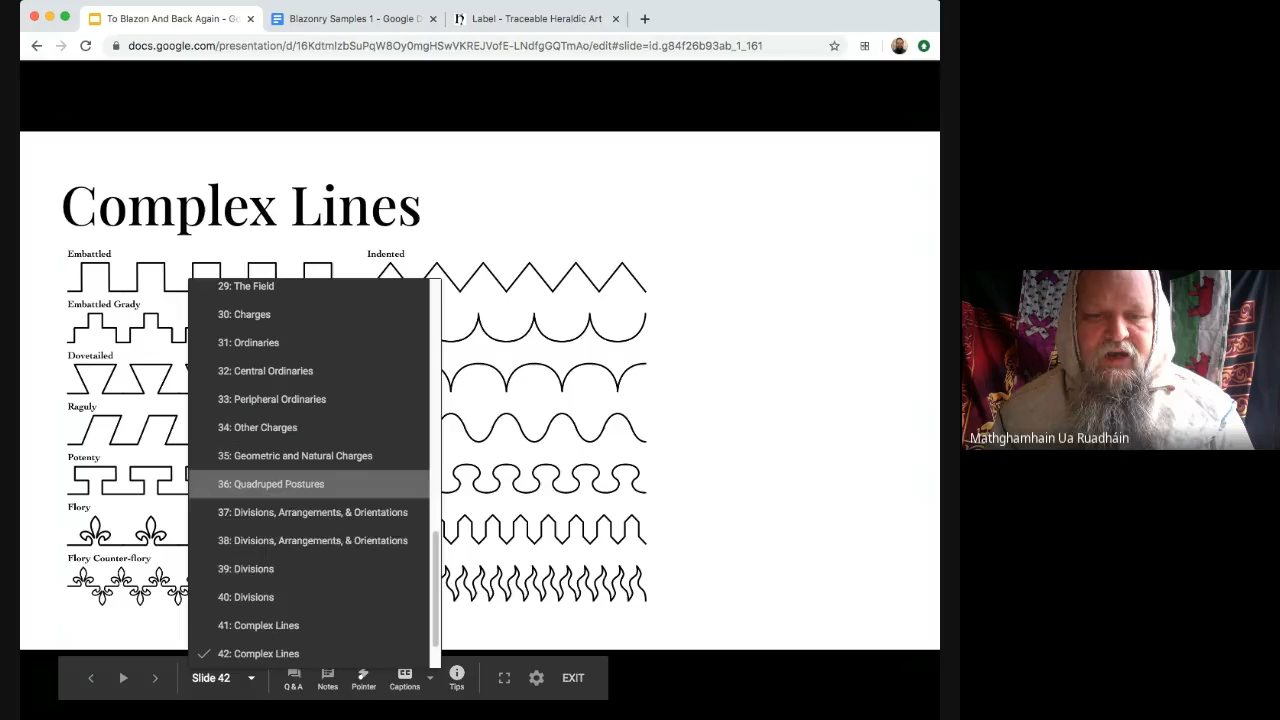 To Blazon And Back Again - Go
Blazonry Samples 1 - Google D
Label - Traceable Heraldic Art
docs.google.com/presentation/d/16KdtmIzbSuPqW8Oy0mgHSwVKREJVofE-LNdfgGQTmAo/edit#slide=id.g84f26b93ab_1_161
Complex Lines
Embattled
Indented
Embattled Grady
Dovetailed
Raguly
Potenty
Flory
Flory Counter-flory
29: The Field
30: Charges
31: Ordinaries
32: Central Ordinaries
33: Peripheral Ordinaries
34: Other Charges
35: Geometric and Natural Charges
36: Quadruped Postures
37: Divisions, Arrangements, & Orientations
38: Divisions, Arrangements, & Orientations
39: Divisions
40: Divisions
41: Complex Lines
42: Complex Lines
Slide 42
Q & A
Notes
Pointer
CC
Captions
Tips
EXIT
Mathghamhain Ua Ruadháin